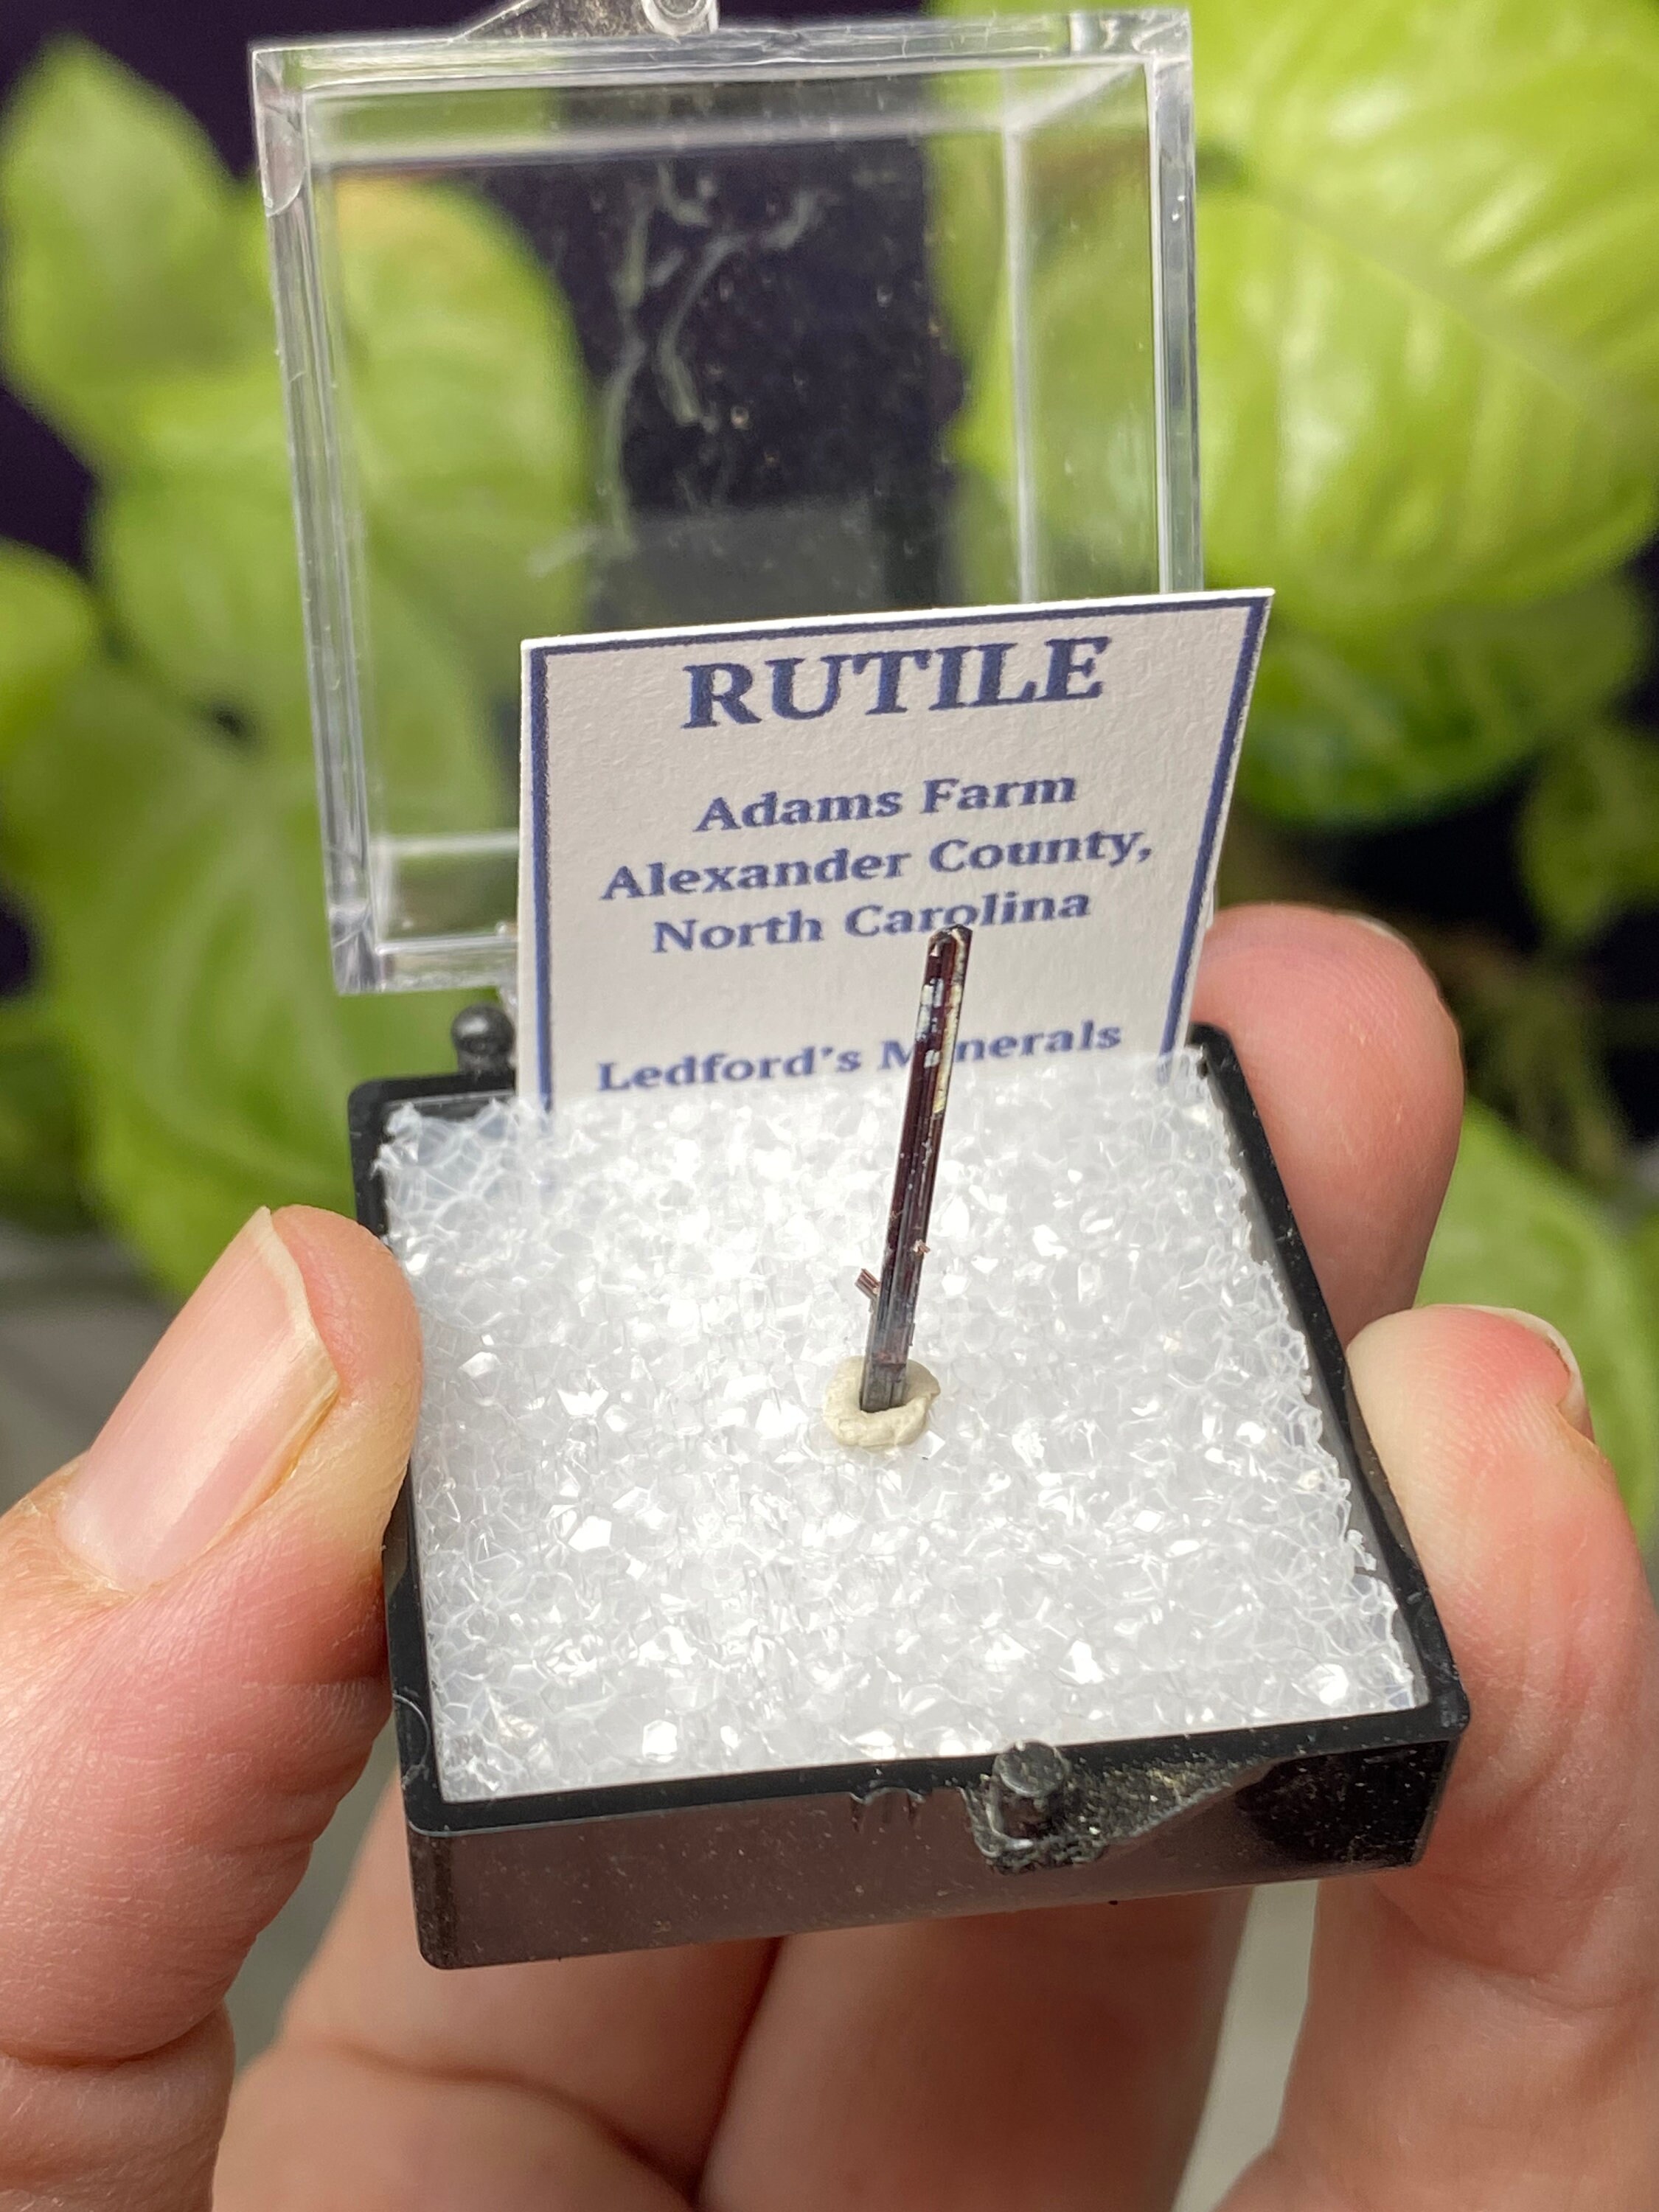 RUTILE
Adams Farm
Alexander County,
North Carolina
Ledford's Minerals